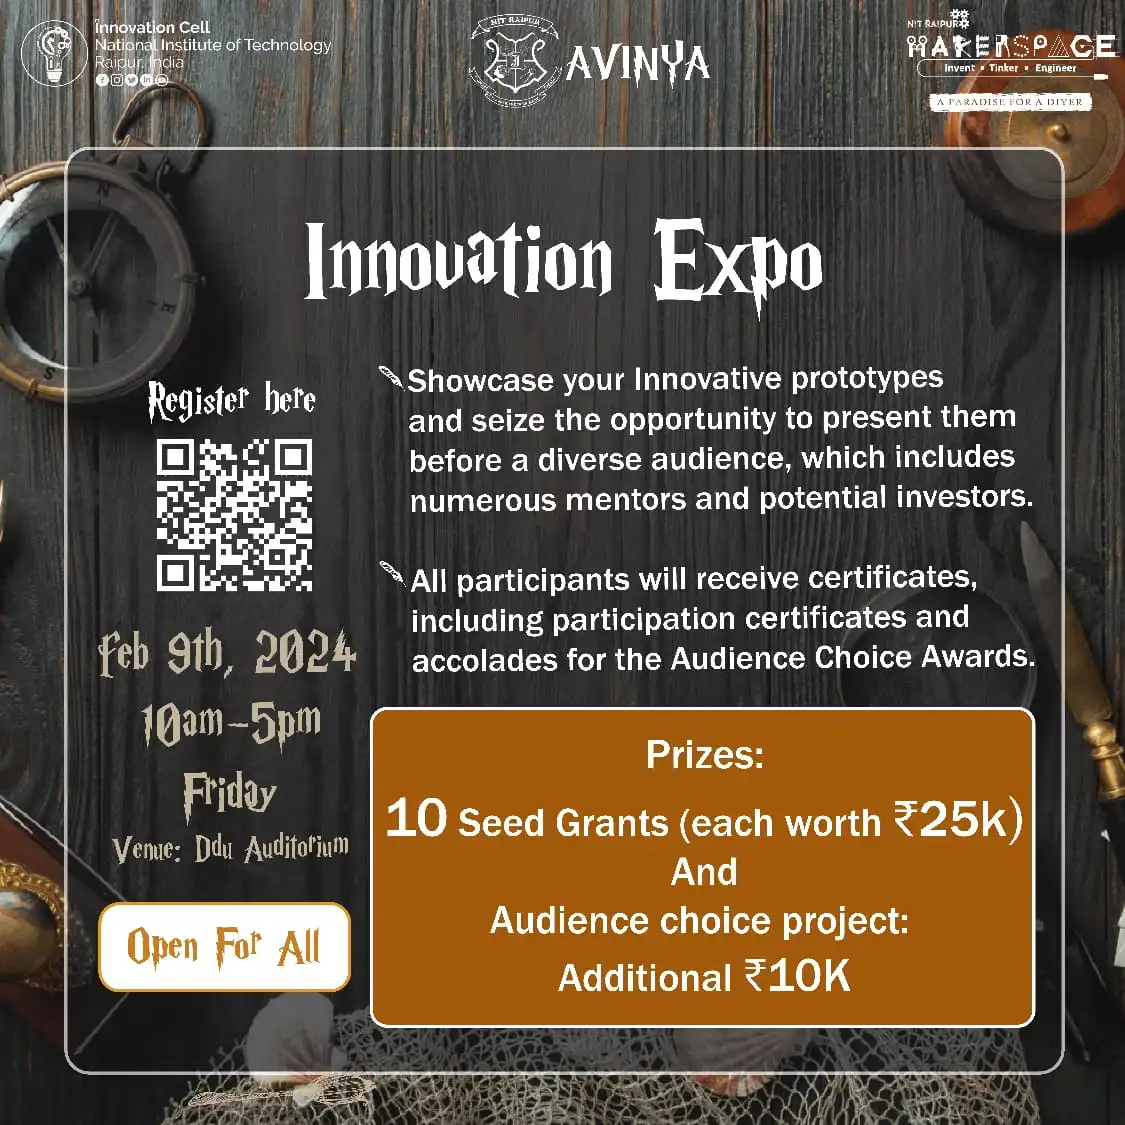 Innovation Cell
National Institute of Technology
Raipur, India
NIT RAIPUR
AVINYA
NIT RAIPUR
MAKERSPACE
Invent • Tinker • Engineer
A PARADISE FOR A DIYER
N
E
S
Innovation Expo
Register here
Feb 9th, 2024
10am-5pm
Friday
Venue: Ddu Auditorium
Open For All
Showcase your Innovative prototypes
and seize the opportunity to present them
before a diverse audience, which includes
numerous mentors and potential investors.
All participants will receive certificates,
including participation certificates and
accolades for the Audience Choice Awards.
Prizes:
10 Seed Grants (each worth ₹25k)
And
Audience choice project:
Additional ₹10K